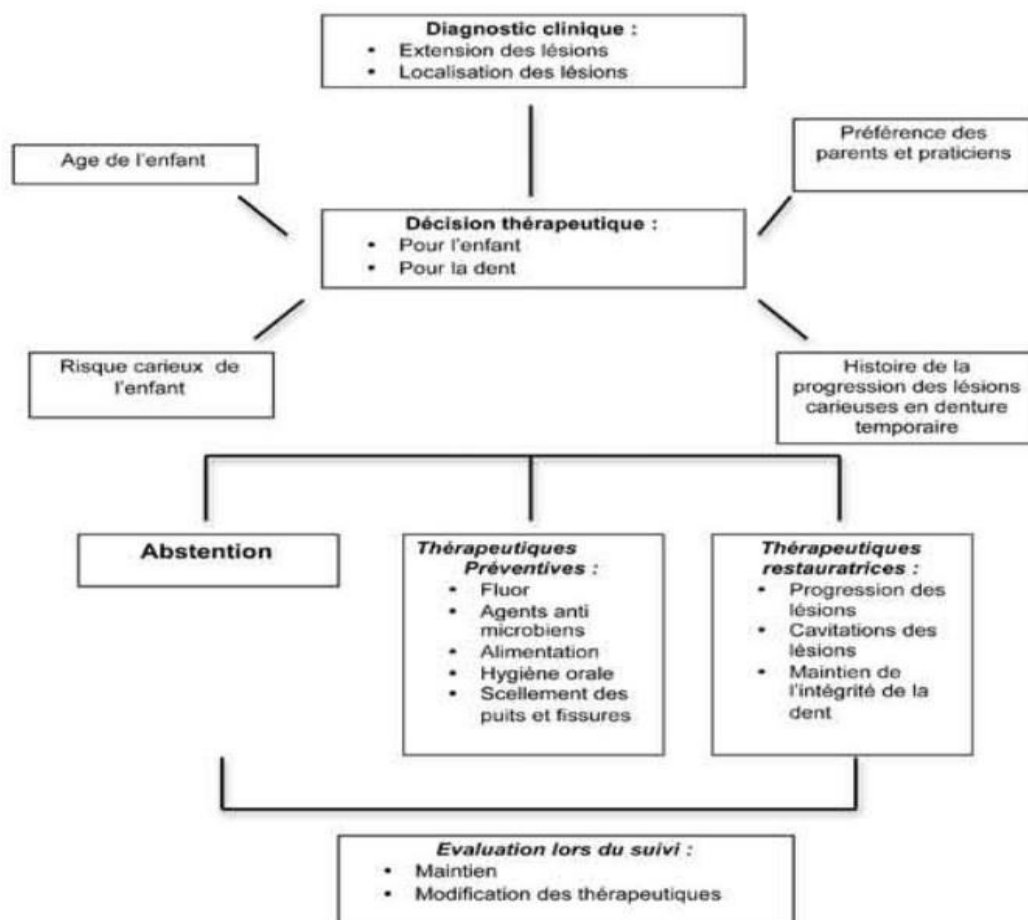 Diagnostic clinique :
• Extension des lésions
• Localisation des lésions
Age de l'enfant
Préférence des
parents et praticiens
Décision thérapeutique :
• Pour l'enfant
• Pour la dent
Risque carieux de
l'enfant
Histoire de la
progression des lésions
carieuses en denture
temporaire
Abstention
Thérapeutiques
Préventives :
• Fluor
• Agents anti
microbiens
• Alimentation
• Hygiène orale
• Scellement des
puits et fissures
Thérapeutiques
restauratrices :
• Progression des
lésions
• Cavitations des
lésions
• Maintien de
l'intégrité de la
dent
Evaluation lors du suivi :
• Maintien
• Modification des thérapeutiques